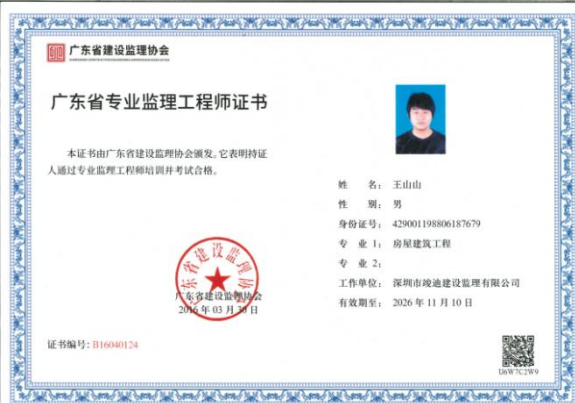 广东省建设监理协会
广东省专业监理工程师证书
本证书由广东省建设监理协会颁发。它表明持证
人通过专业监理工程师培训并考试合格。
姓 名: 王山山
性 别: 男
身份证号: 429001198806187679
专 业 1: 房屋建筑工程
专 业 2:
工作单位: 深圳市竣迪建设监理有限公司
有效期至: 2026 年 11 月 10 日
广东省建设监理协会
广东省建设监理协会
2016 年 03 月 30 日
证书编号: B16040124
U6W7C2W9